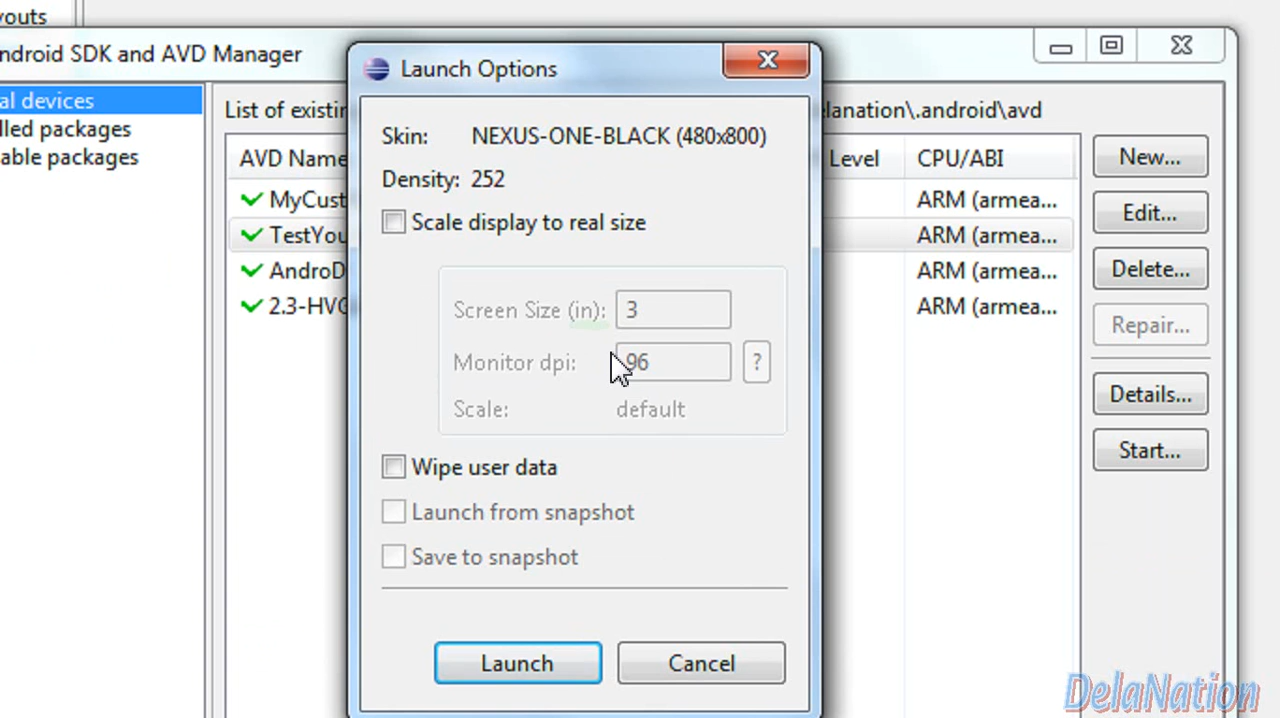 youts
ndroid SDK and AVD Manager
al devices
lled packages
able packages
List of existin
elanation\.android\avd
AVD Name
Level
CPU/ABI
MyCust
ARM (armea...
TestYou
ARM (armea...
AndroD
ARM (armea...
2.3-HVG
ARM (armea...
New...
Edit...
Delete...
Repair...
Details...
Start...
Launch Options
Skin: NEXUS-ONE-BLACK (480x800)
Density: 252
Scale display to real size
Screen Size (in): 3
Monitor dpi: 96 ?
Scale: default
Wipe user data
Launch from snapshot
Save to snapshot
Launch Cancel
DelaNation